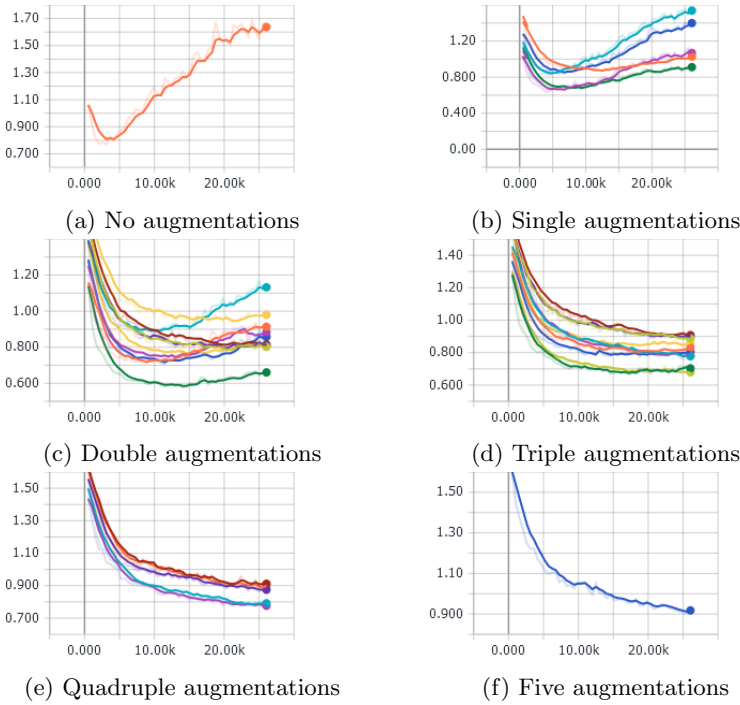 1.70
1.50
1.30
1.10
0.900
0.700
0.000 10.00k 20.00k
(a) No augmentations
1.20
0.800
0.400
0.00
0.000 10.00k 20.00k
(b) Single augmentations
1.20
1.00
0.800
0.600
0.000 10.00k 20.00k
(c) Double augmentations
1.40
1.20
1.00
0.800
0.600
0.000 10.00k 20.00k
(d) Triple augmentations
1.50
1.30
1.10
0.900
0.700
0.000 10.00k 20.00k
(e) Quadruple augmentations
1.50
1.30
1.10
0.900
0.000 10.00k 20.00k
(f) Five augmentations